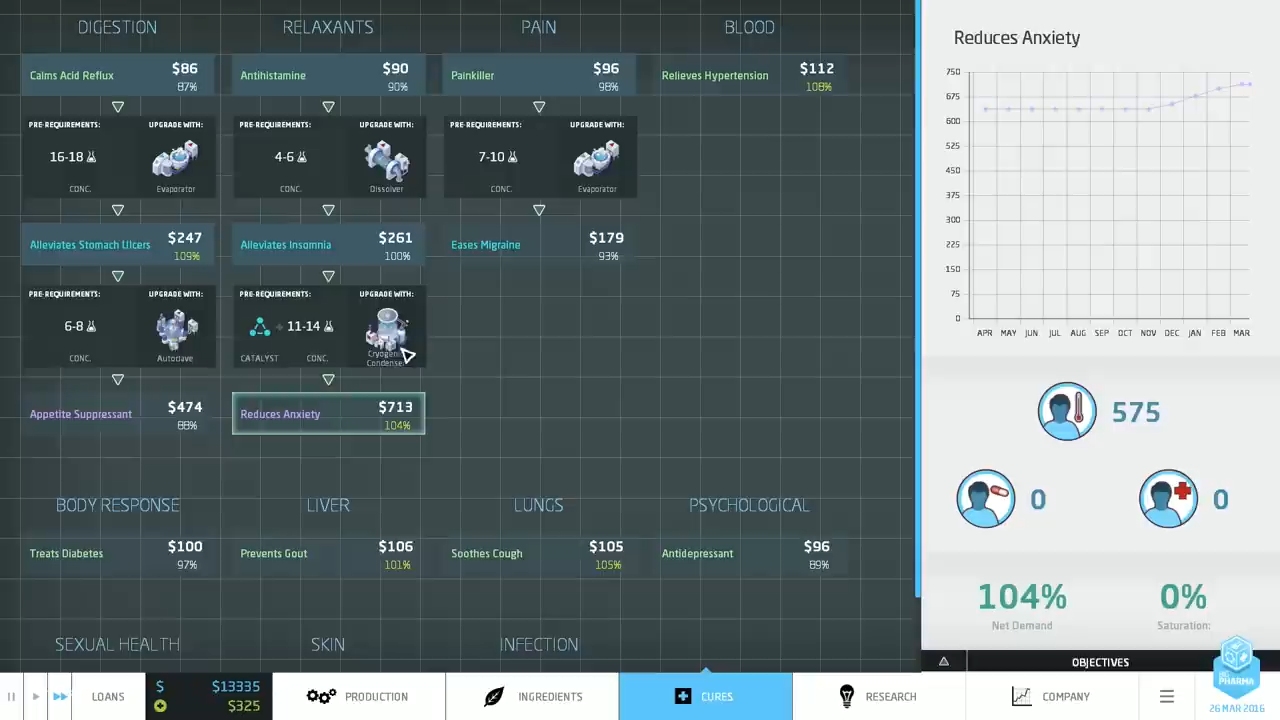 DIGESTION
RELAXANTS
PAIN
BLOOD
Calms Acid Reflux
$86
87%
Antihistamine
$90
90%
Painkiller
$96
98%
Relieves Hypertension
$112
108%
PRE-REQUIREMENTS:
UPGRADE WITH:
16-18
CONC.
Evaporator
PRE-REQUIREMENTS:
UPGRADE WITH:
4-6
CONC.
Dissolver
PRE-REQUIREMENTS:
UPGRADE WITH:
7-10
CONC.
Evaporator
Alleviates Stomach Ulcers
$247
109%
Alleviates Insomnia
$261
100%
Eases Migraine
$179
93%
PRE-REQUIREMENTS:
UPGRADE WITH:
6-8
CONC.
Autoclave
PRE-REQUIREMENTS:
UPGRADE WITH:
+ 11-14
CATALYST
CONC.
Appetite Suppressant
$474
88%
Reduces Anxiety
$713
104%
BODY RESPONSE
LIVER
LUNGS
PSYCHOLOGICAL
Treats Diabetes
$100
97%
Prevents Gout
$106
101%
Soothes Cough
$105
105%
Antidepressant
$96
89%
SEXUAL HEALTH
SKIN
INFECTION
Reduces Anxiety
750
675
600
525
450
375
300
225
150
75
0
APR MAY JUN JUL AUG SEP OCT NOV DEC JAN FEB MAR
575
0
0
104%
Net Demand
0%
Saturation:
OBJECTIVES
LOANS
$ $13335
$325
PRODUCTION
INGREDIENTS
CURES
RESEARCH
COMPANY
BIG PHARMA
26 MAR 2016